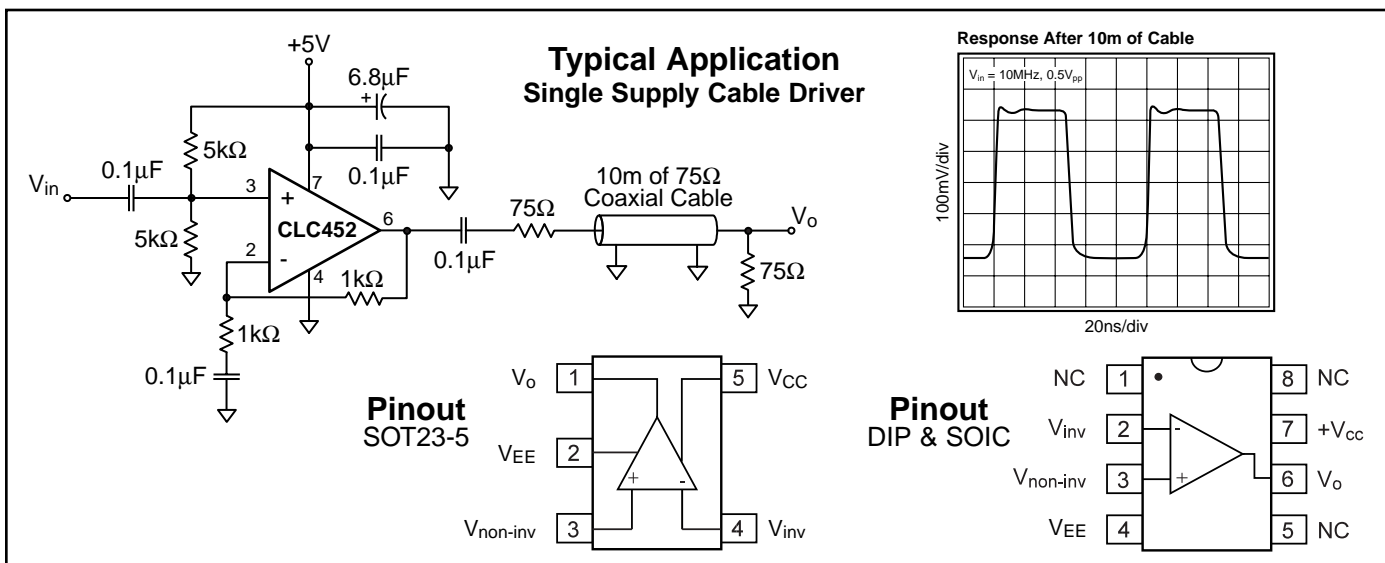 Typical Application
Single Supply Cable Driver
+5V
6.8µF
+
5kΩ
0.1µF
0.1µF
Vin
3
+
7
CLC452
6
5kΩ
2
-
4
1kΩ
0.1µF
75Ω
10m of 75Ω
Coaxial Cable
Vo
75Ω
1kΩ
0.1µF
Response After 10m of Cable
Vin = 10MHz, 0.5Vpp
100mV/div
20ns/div
Pinout
SOT23-5
Vo 1
5 VCC
VEE 2
+ -
Vnon-inv 3
4 Vinv
Pinout
DIP & SOIC
NC 1
8 NC
Vinv 2
-
7 +Vcc
Vnon-inv 3
+
6 Vo
VEE 4
5 NC